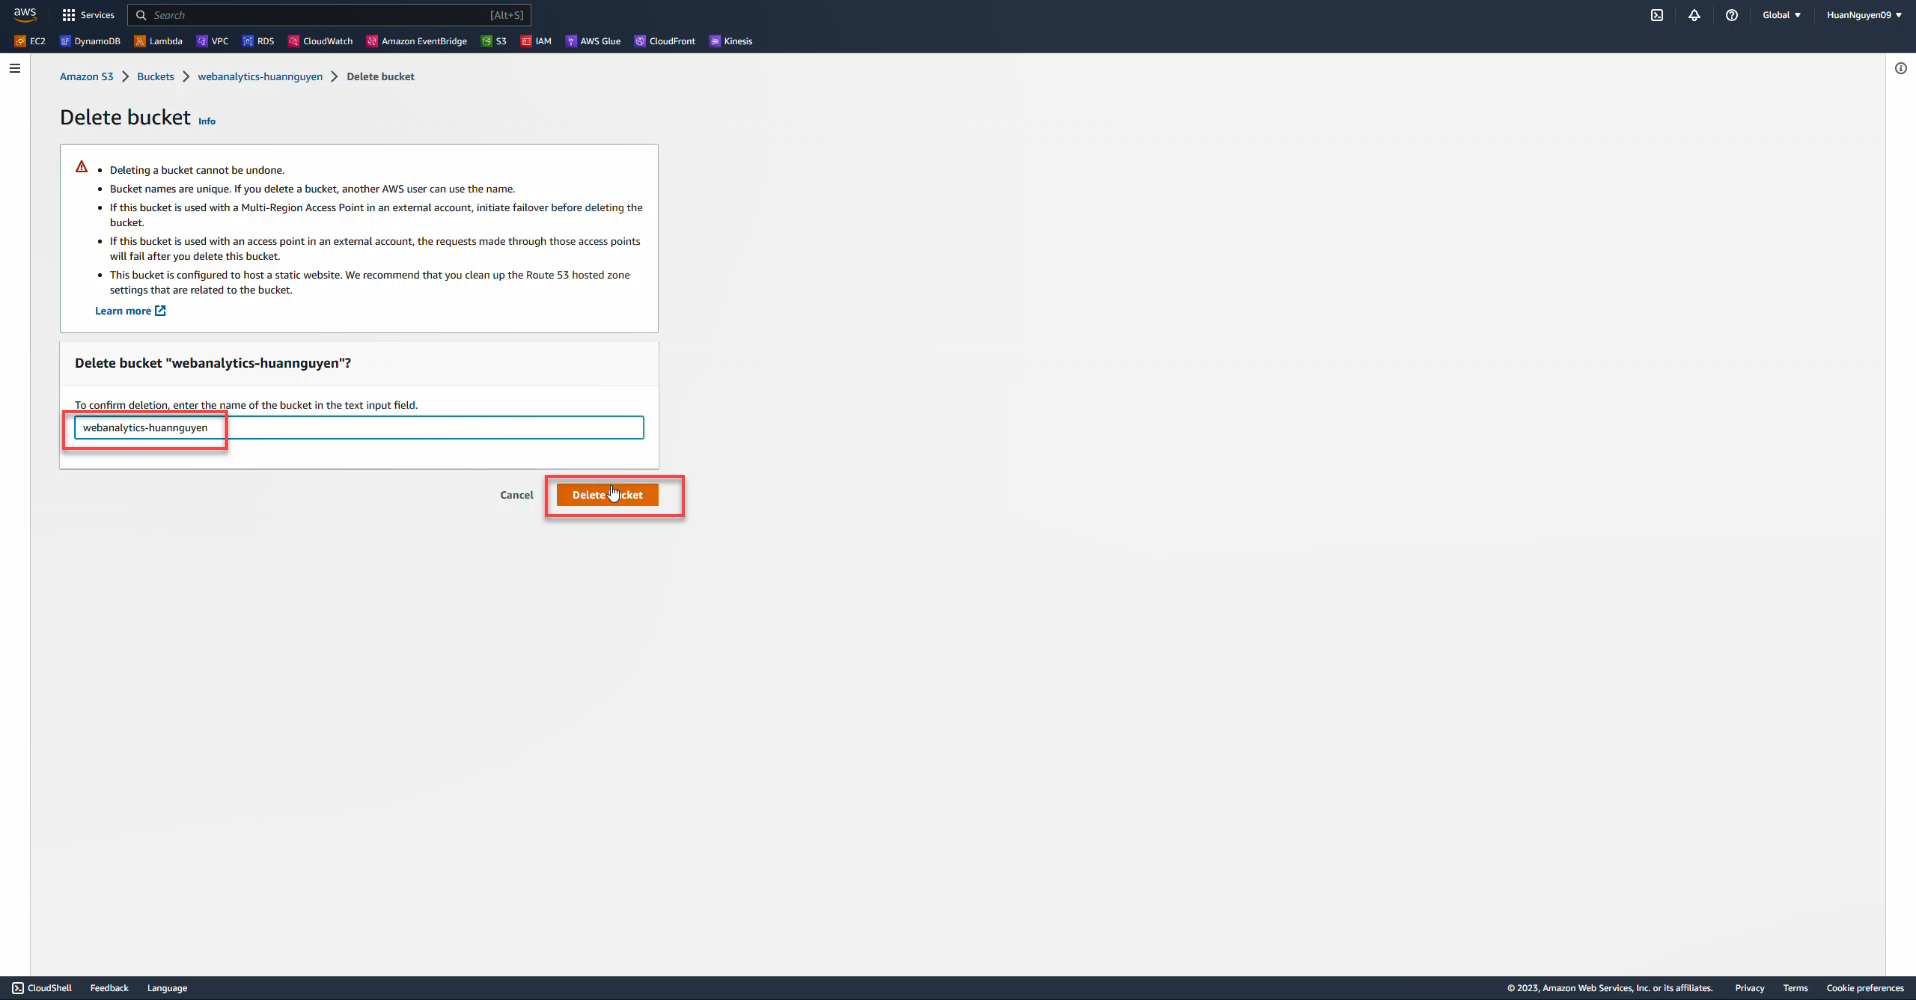 aws
Services
Search
[Alt+S]
Global
HuanNguyen09
EC2
DynamoDB
Lambda
VPC
RDS
CloudWatch
Amazon EventBridge
S3
IAM
AWS Glue
CloudFront
Kinesis
Amazon S3
Buckets
webanalytics-huannguyen
Delete bucket
Delete bucket Info
Deleting a bucket cannot be undone.
Bucket names are unique. If you delete a bucket, another AWS user can use the name.
If this bucket is used with a Multi-Region Access Point in an external account, initiate failover before deleting the
bucket.
If this bucket is used with an access point in an external account, the requests made through those access points
will fail after you delete this bucket.
This bucket is configured to host a static website. We recommend that you clean up the Route 53 hosted zone
settings that are related to the bucket.
Learn more
Delete bucket "webanalytics-huannguyen"?
To confirm deletion, enter the name of the bucket in the text input field.
webanalytics-huannguyen
Cancel
Delete
CloudShell
Feedback
Language
© 2023, Amazon Web Services, Inc. or its affiliates.
Privacy
Terms
Cookie preferences